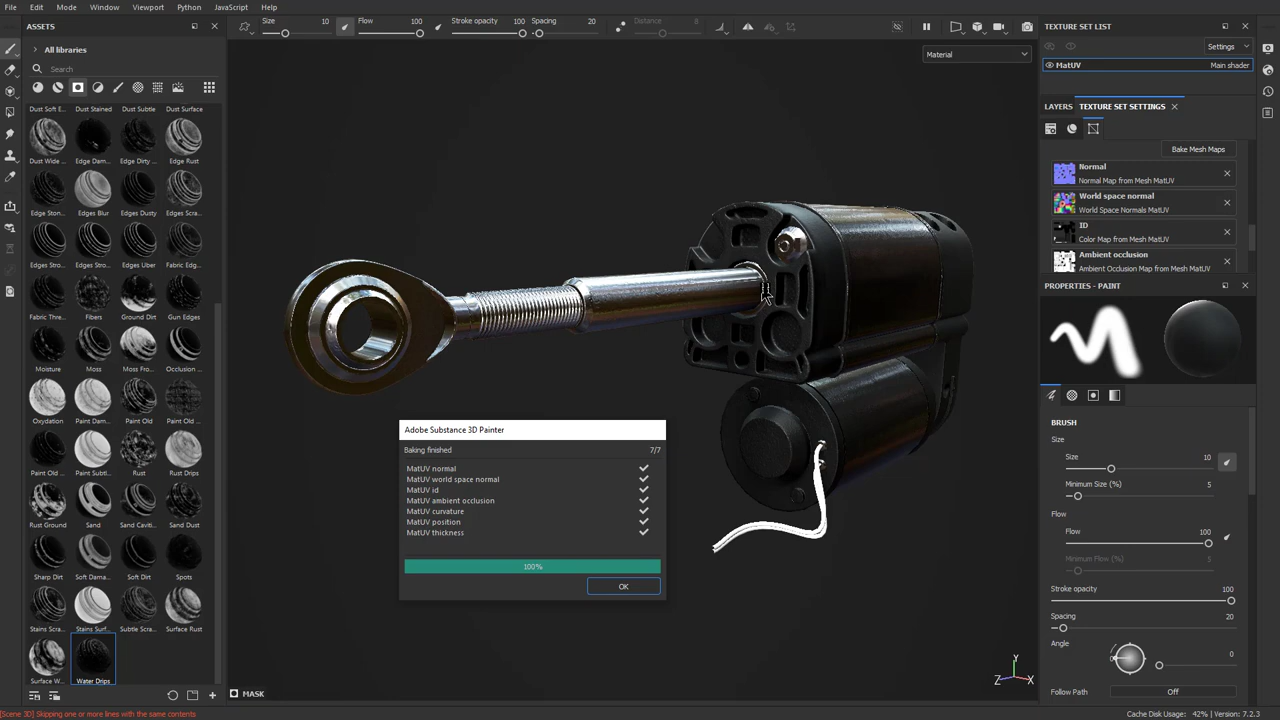 File Edit Mode Window Viewport Python JavaScript Help
ASSETS
Size 10 Flow 100 Stroke opacity 100 Spacing 20 Distance 8
All libraries
Search
Material
Dust Soft E... Dust Stained Dust Subtle Dust Surface
Dust Wide ... Edge Dam... Edge Dirty ... Edge Rust
Edge Ston... Edges Blur Edges Dusty Edges Scra...
Edges Stro... Edges Stro... Edges Uber Fabric Edg...
Fabric Thre... Fibers Ground Dirt Gun Edges
Moisture Moss Moss Fro... Occlusion ...
Oxydation Paint Dam... Paint Old Paint Old ...
Paint Old ... Paint Subtl... Rust Rust Drips
Rust Ground Sand Sand Caviti... Sand Dust
Sharp Dirt Soft Dama... Soft Dirt Spots
Stains Scra... Stains Surf... Subtle Scra... Surface Rust
Surface W... Water Drips
Adobe Substance 3D Painter
Baking finished 7/7
MatUV normal
MatUV world space normal
MatUV id
MatUV ambient occlusion
MatUV curvature
MatUV position
MatUV thickness
100%
OK
MASK
Y
Z X
TEXTURE SET LIST
Settings
MatUV Main shader
LAYERS TEXTURE SET SETTINGS
Bake Mesh Maps
Normal
Normal Map from Mesh MatUV
World space normal
World Space Normals MatUV
ID
Color Map from Mesh MatUV
Ambient occlusion
Ambient Occlusion Map from Mesh MatUV
PROPERTIES - PAINT
BRUSH
Size
Size 10
Minimum Size (%) 5
Flow
Flow 100
Minimum Flow (%) 5
Stroke opacity 100
Spacing 20
Angle 0
Follow Path Off
[Scene 3D] Skipping one or more lines with the same contents
Cache Disk Usage: 42% | Version: 7.2.3